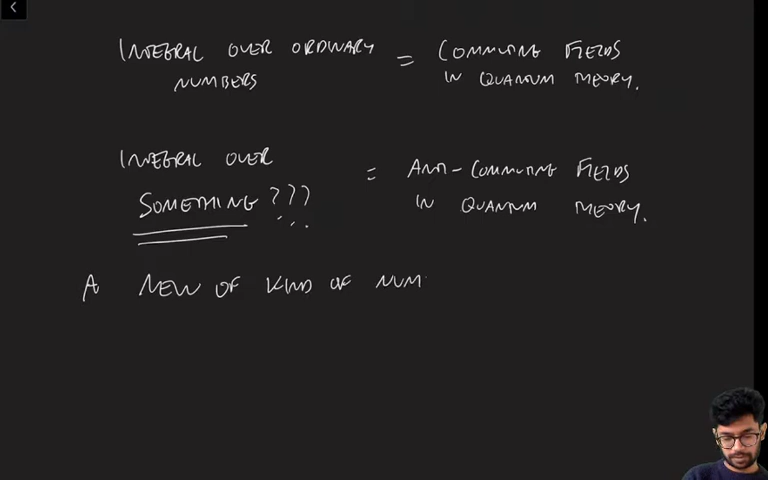 INTEGRAL OVER ORDINARY = COMMUTING FIELDS
NUMBERS IN QUANTUM THEORY.
INTEGRAL OVER = ANTI-COMMUTING FIELDS
SOMETHING ??? IN QUANTUM THEORY.
A NEW OF KIND OF NUM